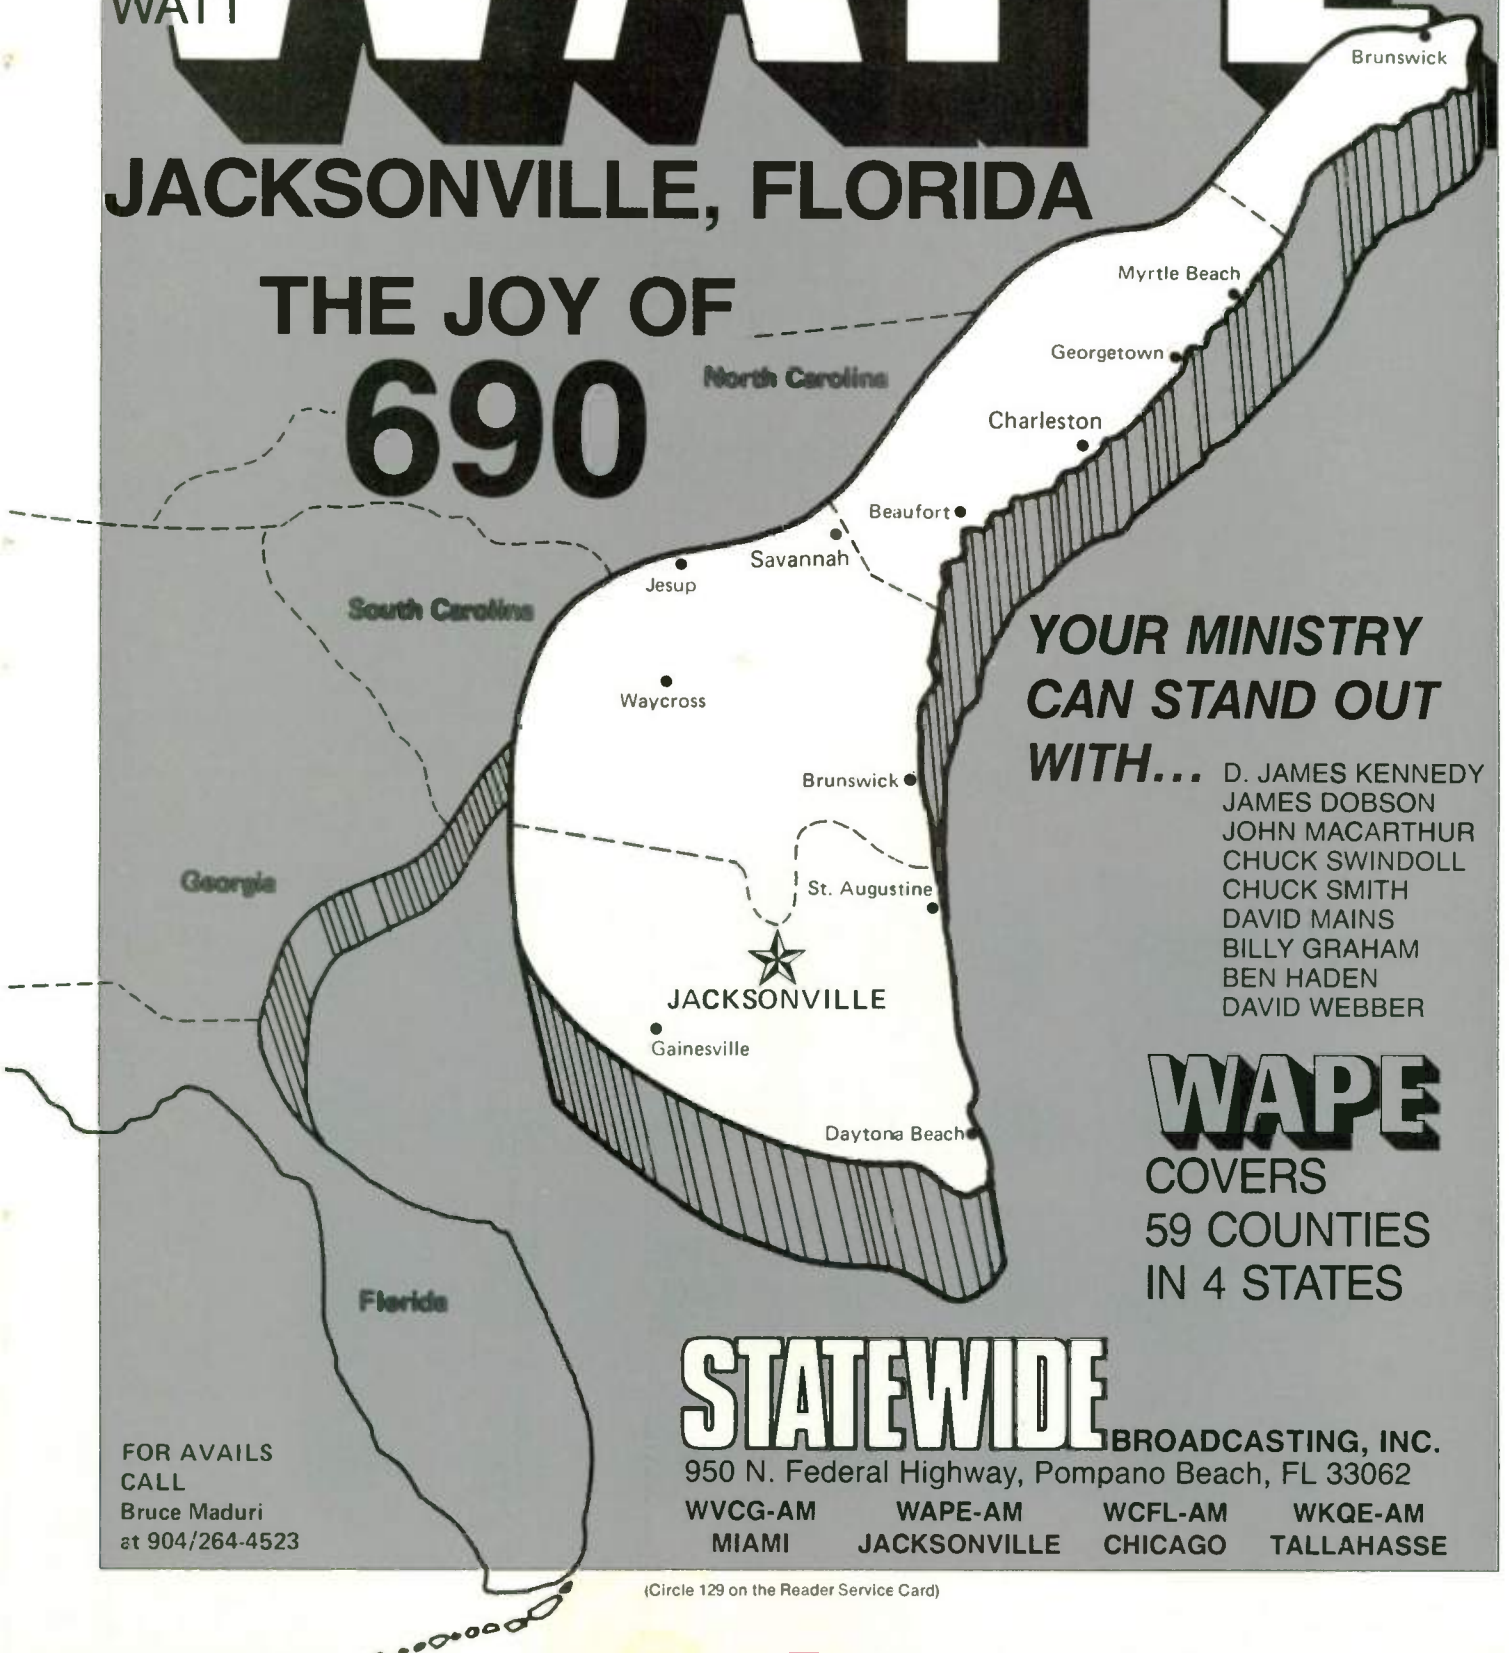 WATT
WAPE
JACKSONVILLE, FLORIDA
THE JOY OF
690
Brunswick
Myrtle Beach
Georgetown
North Carolina
Charleston
Beaufort
Savannah
Jesup
South Carolina
Waycross
Brunswick
Georgia
St. Augustine
JACKSONVILLE
Gainesville
Daytona Beach
Florida
YOUR MINISTRY
CAN STAND OUT
WITH...
D. JAMES KENNEDY
JAMES DOBSON
JOHN MACARTHUR
CHUCK SWINDOLL
CHUCK SMITH
DAVID MAINS
BILLY GRAHAM
BEN HADEN
DAVID WEBBER
WAPE
COVERS
59 COUNTIES
IN 4 STATES
STATEWIDE BROADCASTING, INC.
950 N. Federal Highway, Pompano Beach, FL 33062
WVCG-AM WAPE-AM WCFL-AM WKQE-AM
MIAMI JACKSONVILLE CHICAGO TALLAHASSE
FOR AVAILS
CALL
Bruce Maduri
at 904/264-4523
(Circle 129 on the Reader Service Card)